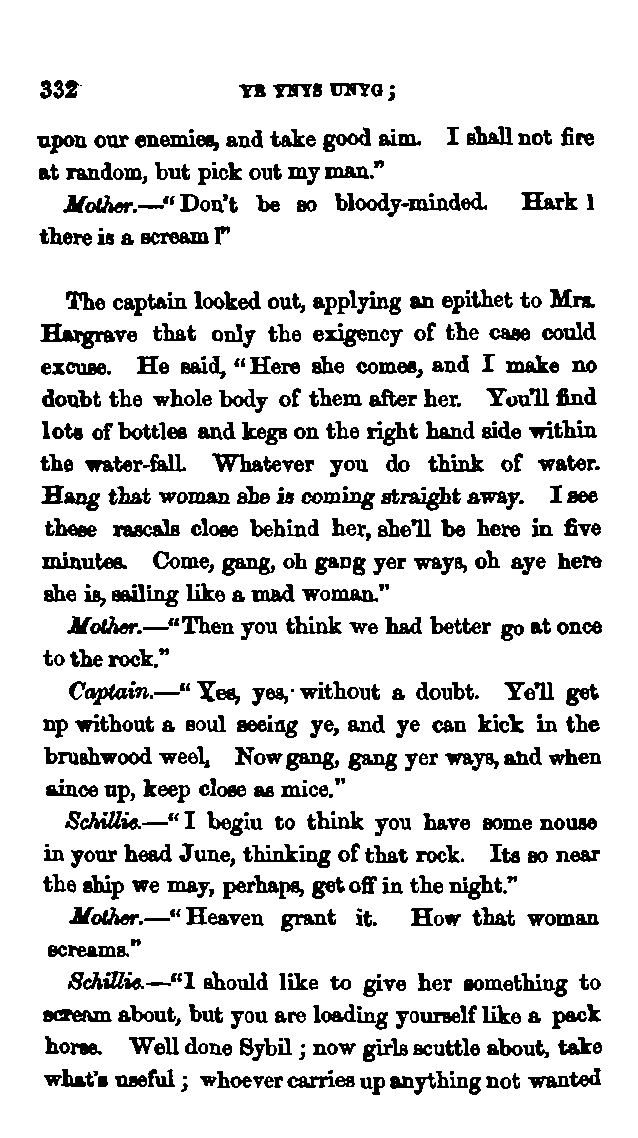 332 YE YNYS UNYG ;
upon our enemies, and take good aim. I shall not fire
at random, but pick out my man."
Mother.—"Don't be so bloody-minded. Hark !
there is a scream !"
The captain looked out, applying an epithet to Mrs.
Hargrave that only the exigency of the case could
excuse. He said, "Here she comes, and I make no
doubt the whole body of them after her. You'll find
lots of bottles and kegs on the right hand side within
the water-fall. Whatever you do think of water.
Hang that woman she is coming straight away. I see
these rascals close behind her, she'll be here in five
minutes. Come, gang, oh gang yer ways, oh aye here
she is, sailing like a mad woman."
Mother.—"Then you think we had better go at once
to the rock."
Captain.—"Yes, yes, without a doubt. Ye'll get
up without a soul seeing ye, and ye can kick in the
brushwood weel. Now gang, gang yer ways, and when
aince up, keep close as mice."
Schillie.—"I begin to think you have some nouse
in your head June, thinking of that rock. Its so near
the ship we may, perhaps, get off in the night."
Mother.—"Heaven grant it. How that woman
screams."
Schillie.—"I should like to give her something to
scream about, but you are loading yourself like a pack
horse. Well done Sybil ; now girls scuttle about, take
what's useful ; whoever carries up anything not wanted